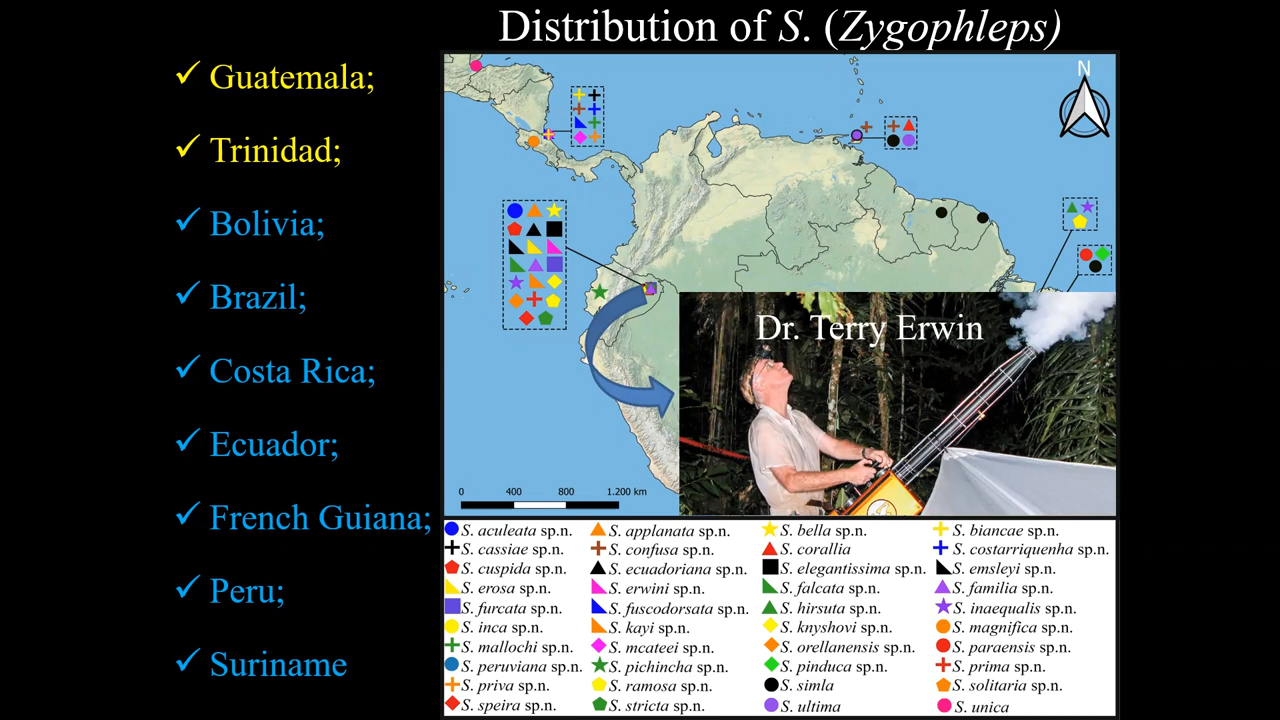 Distribution of S. (Zygophleps)
✓ Guatemala;
✓ Trinidad;
✓ Bolivia;
✓ Brazil;
✓ Costa Rica;
✓ Ecuador;
✓ French Guiana;
✓ Peru;
✓ Suriname
N
Dr. Terry Erwin
0 400 800 1.200 km
S. aculeata sp.n. S. applanata sp.n. S. bella sp.n. S. biancae sp.n.
S. cassiae sp.n. S. confusa sp.n. S. corallia S. costarriquenha sp.n.
S. cuspida sp.n. S. ecuadoriana sp.n. S. elegantissima sp.n. S. emsleyi sp.n.
S. erosa sp.n. S. erwini sp.n. S. falcata sp.n. S. familia sp.n.
S. furcata sp.n. S. fuscodorsata sp.n. S. hirsuta sp.n. S. inaequalis sp.n.
S. inca sp.n. S. kayi sp.n. S. knyshovi sp.n. S. magnifica sp.n.
S. mallochi sp.n. S. mcateei sp.n. S. orellanensis sp.n. S. paraensis sp.n.
S. peruviana sp.n. S. pichincha sp.n. S. pinduca sp.n. S. prima sp.n.
S. priva sp.n. S. ramosa sp.n. S. simla S. solitaria sp.n.
S. speira sp.n. S. stricta sp.n. S. ultima S. unica